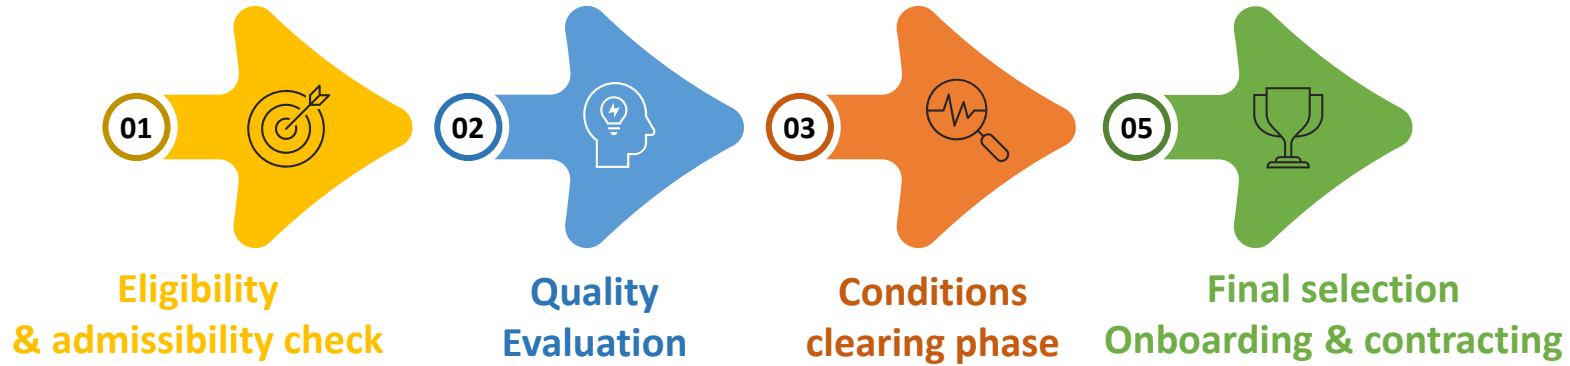 01
Eligibility
& admissibility check
02
Quality
Evaluation
03
Conditions
clearing phase
05
Final selection
Onboarding & contracting